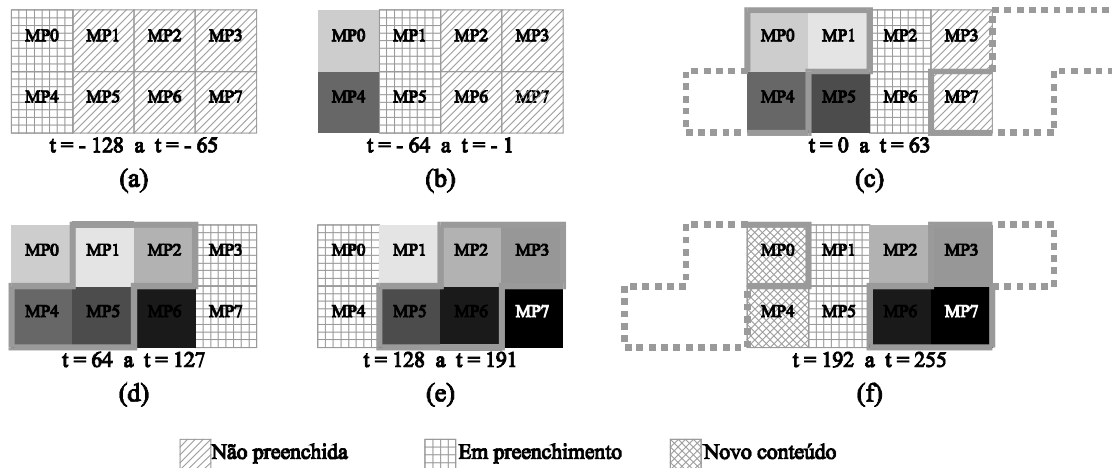 MP0 MP1 MP2 MP3 MP0 MP1 MP2 MP3 MP0 MP1 MP2 MP3
MP4 MP5 MP6 MP7 MP4 MP5 MP6 MP7 MP4 MP5 MP6 MP7
t = - 128 a t = - 65 t = - 64 a t = - 1 t = 0 a t = 63
(a) (b) (c)
MP0 MP1 MP2 MP3 MP0 MP1 MP2 MP3 MP0 MP1 MP2 MP3
MP4 MP5 MP6 MP7 MP4 MP5 MP6 MP7 MP4 MP5 MP6 MP7
t = 64 a t = 127 t = 128 a t = 191 t = 192 a t = 255
(d) (e) (f)
Não preenchida Em preenchimento Novo conteúdo